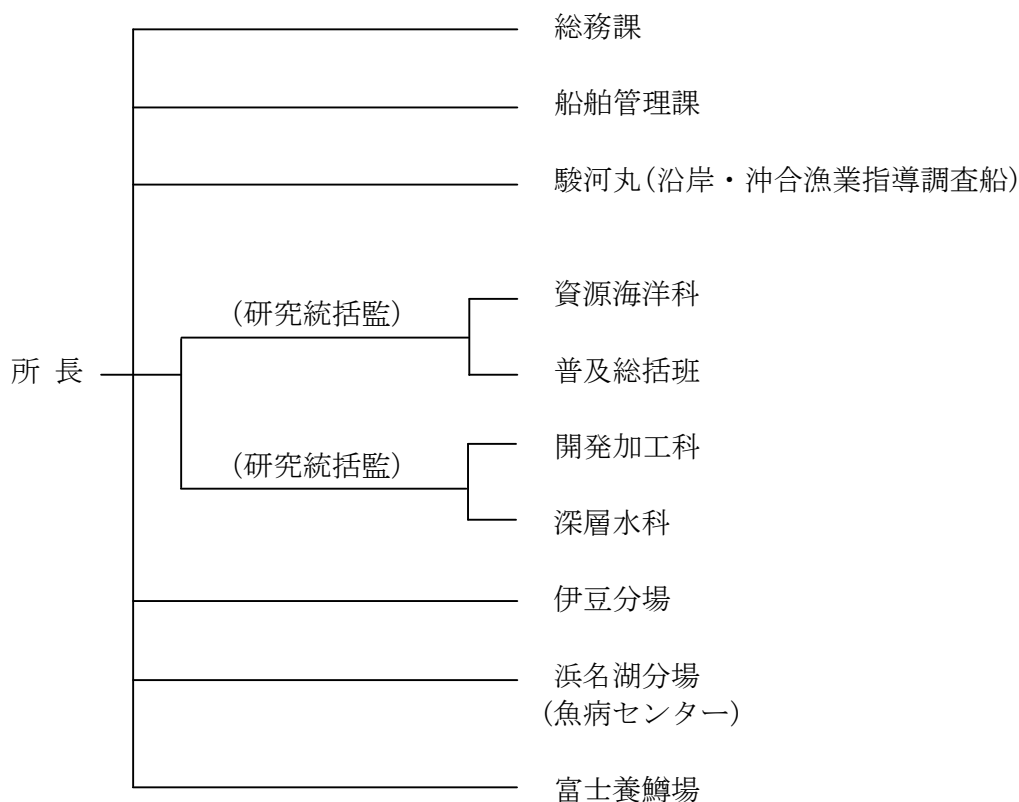 総務課
船舶管理課
駿河丸(沿岸・沖合漁業指導調査船)
資源海洋科
(研究統括監)
所 長
普及総括班
開発加工科
(研究統括監)
深層水科
伊豆分場
浜名湖分場
(魚病センター)
富士養鱒場